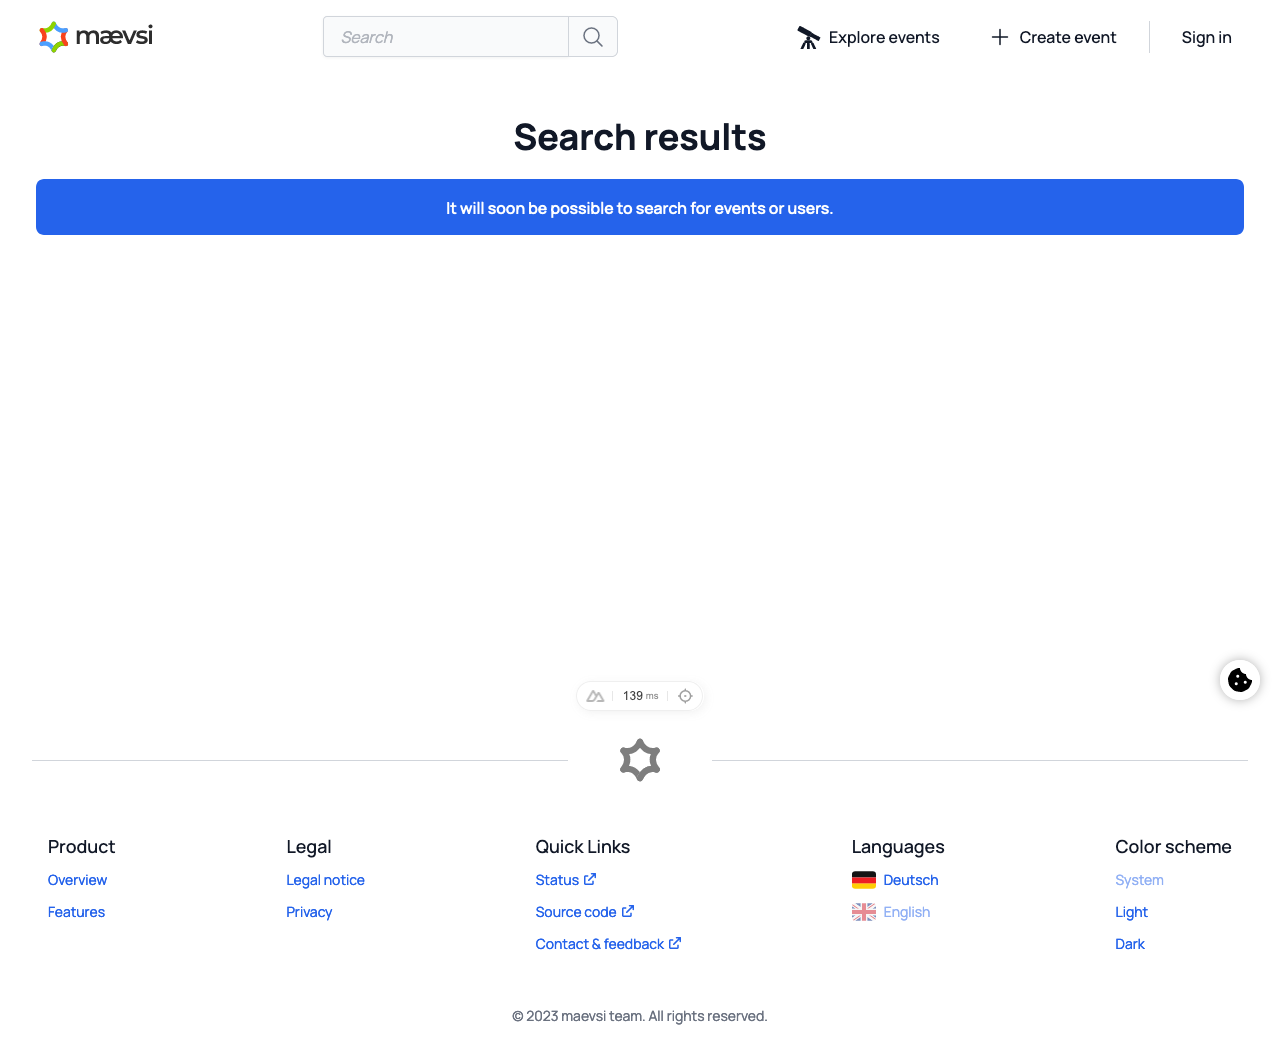 mævsi
Search
Explore events
Create event
Sign in
Search results
It will soon be possible to search for events or users.
139 ms
Product
Overview
Features
Legal
Legal notice
Privacy
Quick Links
Status
Source code
Contact & feedback
Languages
Deutsch
English
Color scheme
System
Light
Dark
© 2023 maevsi team. All rights reserved.